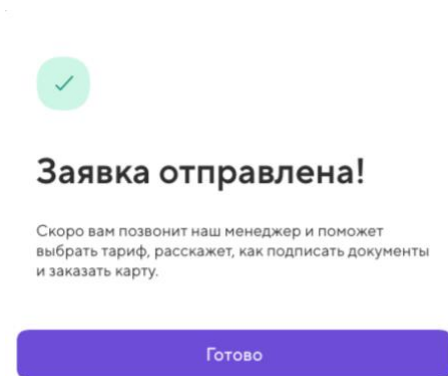 Заявка отправлена!
Скоро вам позвонит наш менеджер и поможет
выбрать тариф, расскажет, как подписать документы
и заказать карту.
Готово